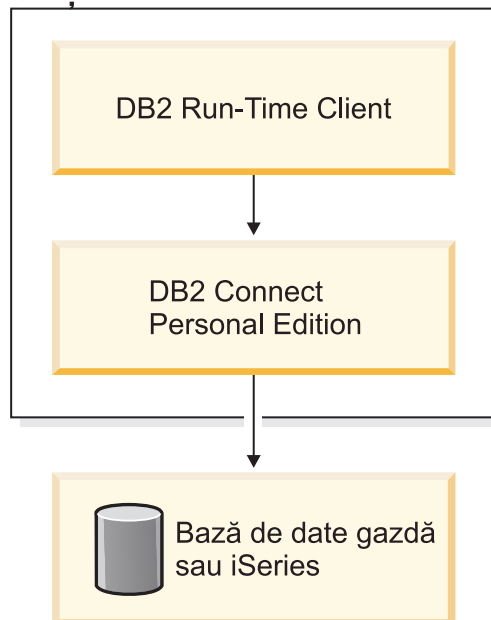 DB2 Run-Time Client
DB2 Connect
Personal Edition
Bază de date gazdă
sau iSeries